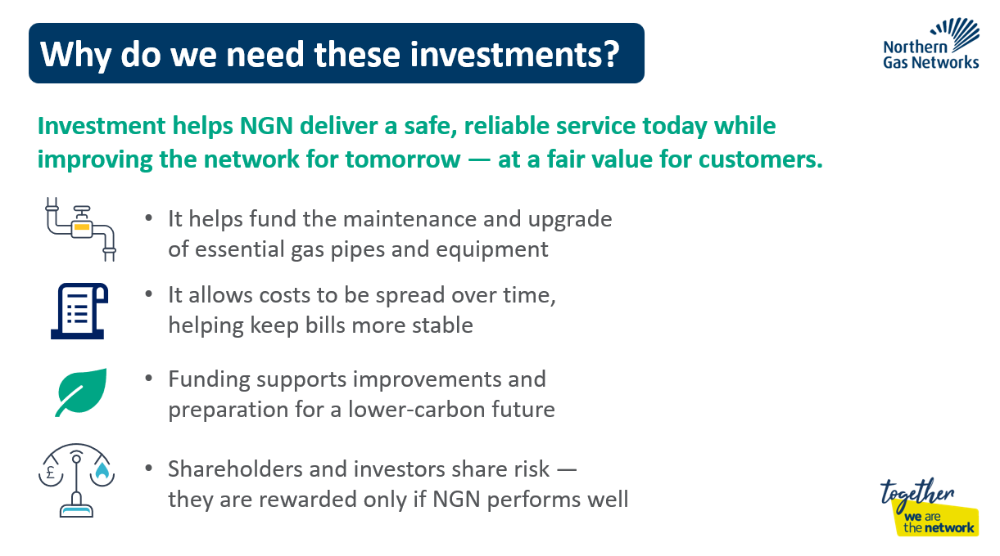 Why do we need these investments?
Northern
Gas Networks
Investment helps NGN deliver a safe, reliable service today while
improving the network for tomorrow — at a fair value for customers.
• It helps fund the maintenance and upgrade
of essential gas pipes and equipment
• It allows costs to be spread over time,
helping keep bills more stable
• Funding supports improvements and
preparation for a lower-carbon future
£
• Shareholders and investors share risk —
they are rewarded only if NGN performs well
together
we are
the network